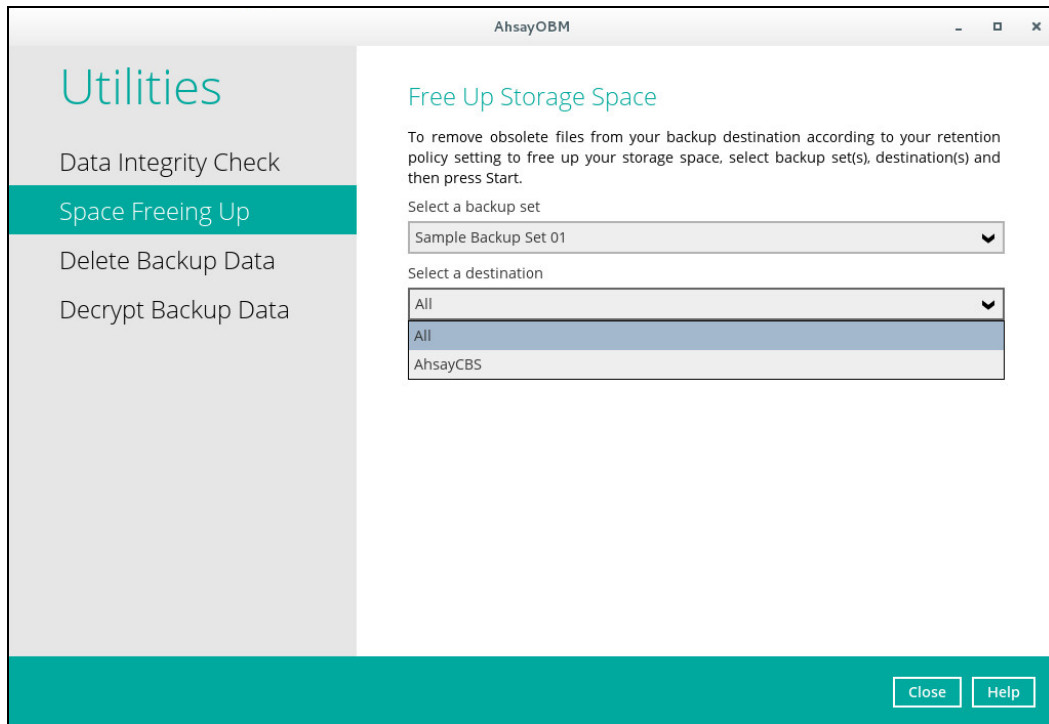 AhsayOBM
Utilities
Data Integrity Check
Space Freeing Up
Delete Backup Data
Decrypt Backup Data
Free Up Storage Space
To remove obsolete files from your backup destination according to your retention
policy setting to free up your storage space, select backup set(s), destination(s) and
then press Start.
Select a backup set
Sample Backup Set 01
Select a destination
All
All
AhsayCBS
Close
Help